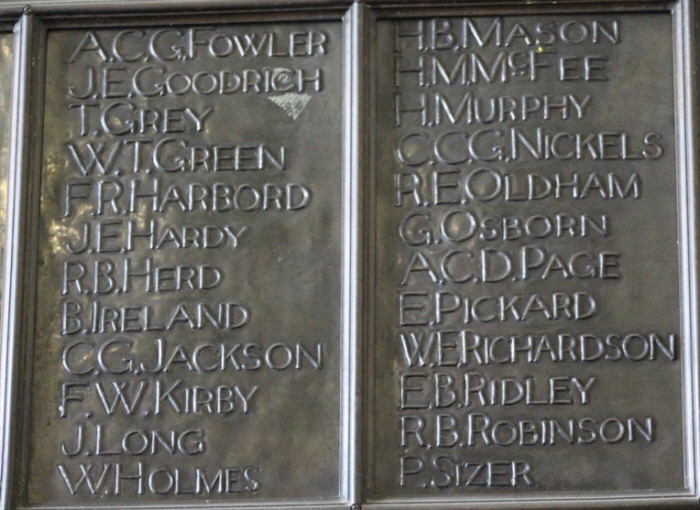 A.C.G.FOWLER
J.E.GOODRICH
T.GREY
W.T.GREEN
F.R.HARBORD
J.E.HARDY
R.B.HERD
B.IRELAND
C.G.JACKSON
F.W.KIRBY
J.LONG
W.HOLMES
H.B.MASON
H.M.McFEE
H.MURPHY
C.C.G.NICKELS
R.E.OLDHAM
G.OSBORN
A.C.D.PAGE
E.PICKARD
W.E.RICHARDSON
E.B.RIDLEY
R.B.ROBINSON
P.SIZER